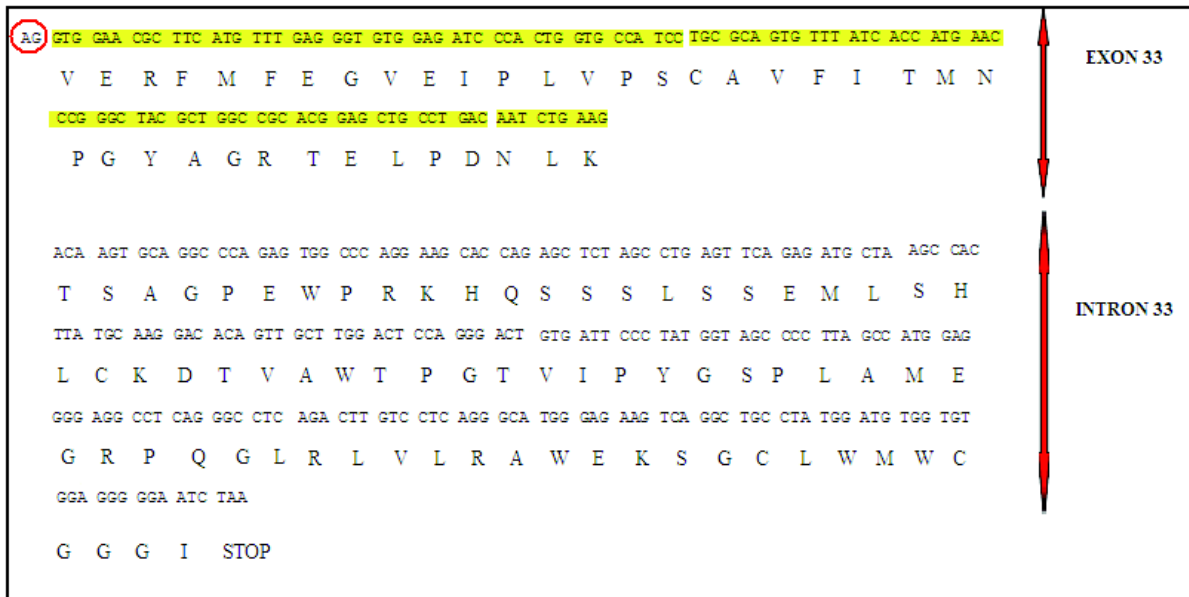 AG GTG GAA CGC TTC ATG TTT GAG GGT GTG GAG ATC CCA CTG GTG CCA TCC TGC GCA GTG TTT ATC ACC ATG AAC
EXON 33
V E R F M F E G V E I P L V P S C A V F I T M N
CCG GGC TAC GCT GGC CGC ACG GAG CTG CCT GAC AAT CTG AAG
P G Y A G R T E L P D N L K
ACA AGT GCA GGC CCA GAG TGG CCC AGG AAG CAC CAG AGC TCT AGC CTG AGT TCA GAG ATG CTA AGC CAC
T S A G P E W P R K H Q S S S L S S E M L S H
INTRON 33
TTA TGC AAG GAC ACA GTT GCT TGG ACT CCA GGG ACT GTG ATT CCC TAT GGT AGC CCC TTA GCC ATG GAG
L C K D T V A W T P G T V I P Y G S P L A M E
GGG AGG CCT CAG GGC CTC AGA CTT GTC CTC AGG GCA TGG GAG AAG TCA GGC TGC CTA TGG ATG TGG TGT
G R P Q G L R L V L R A W E K S G C L W M W C
GGA GGG GGA ATC TAA
G G G I STOP